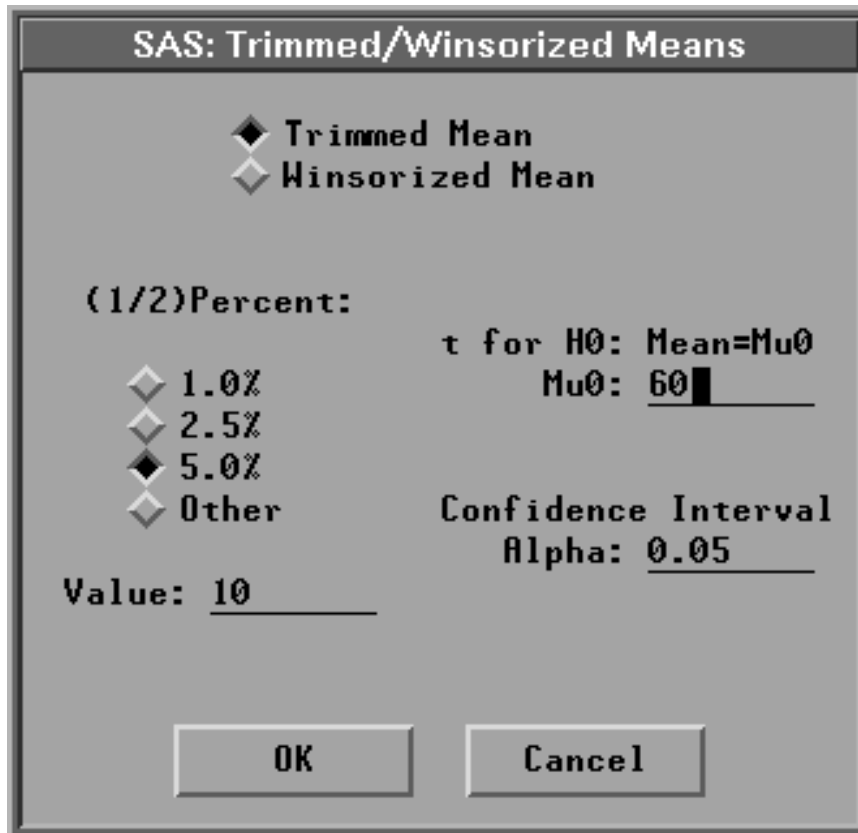 SAS: Trimmed/Winsorized Means
Trimmed Mean
Winsorized Mean
(1/2)Percent:
1.0%
2.5%
5.0%
Other
Value: 10
t for H0: Mean=Mu0
Mu0: 60
Confidence Interval
Alpha: 0.05
OK
Cancel